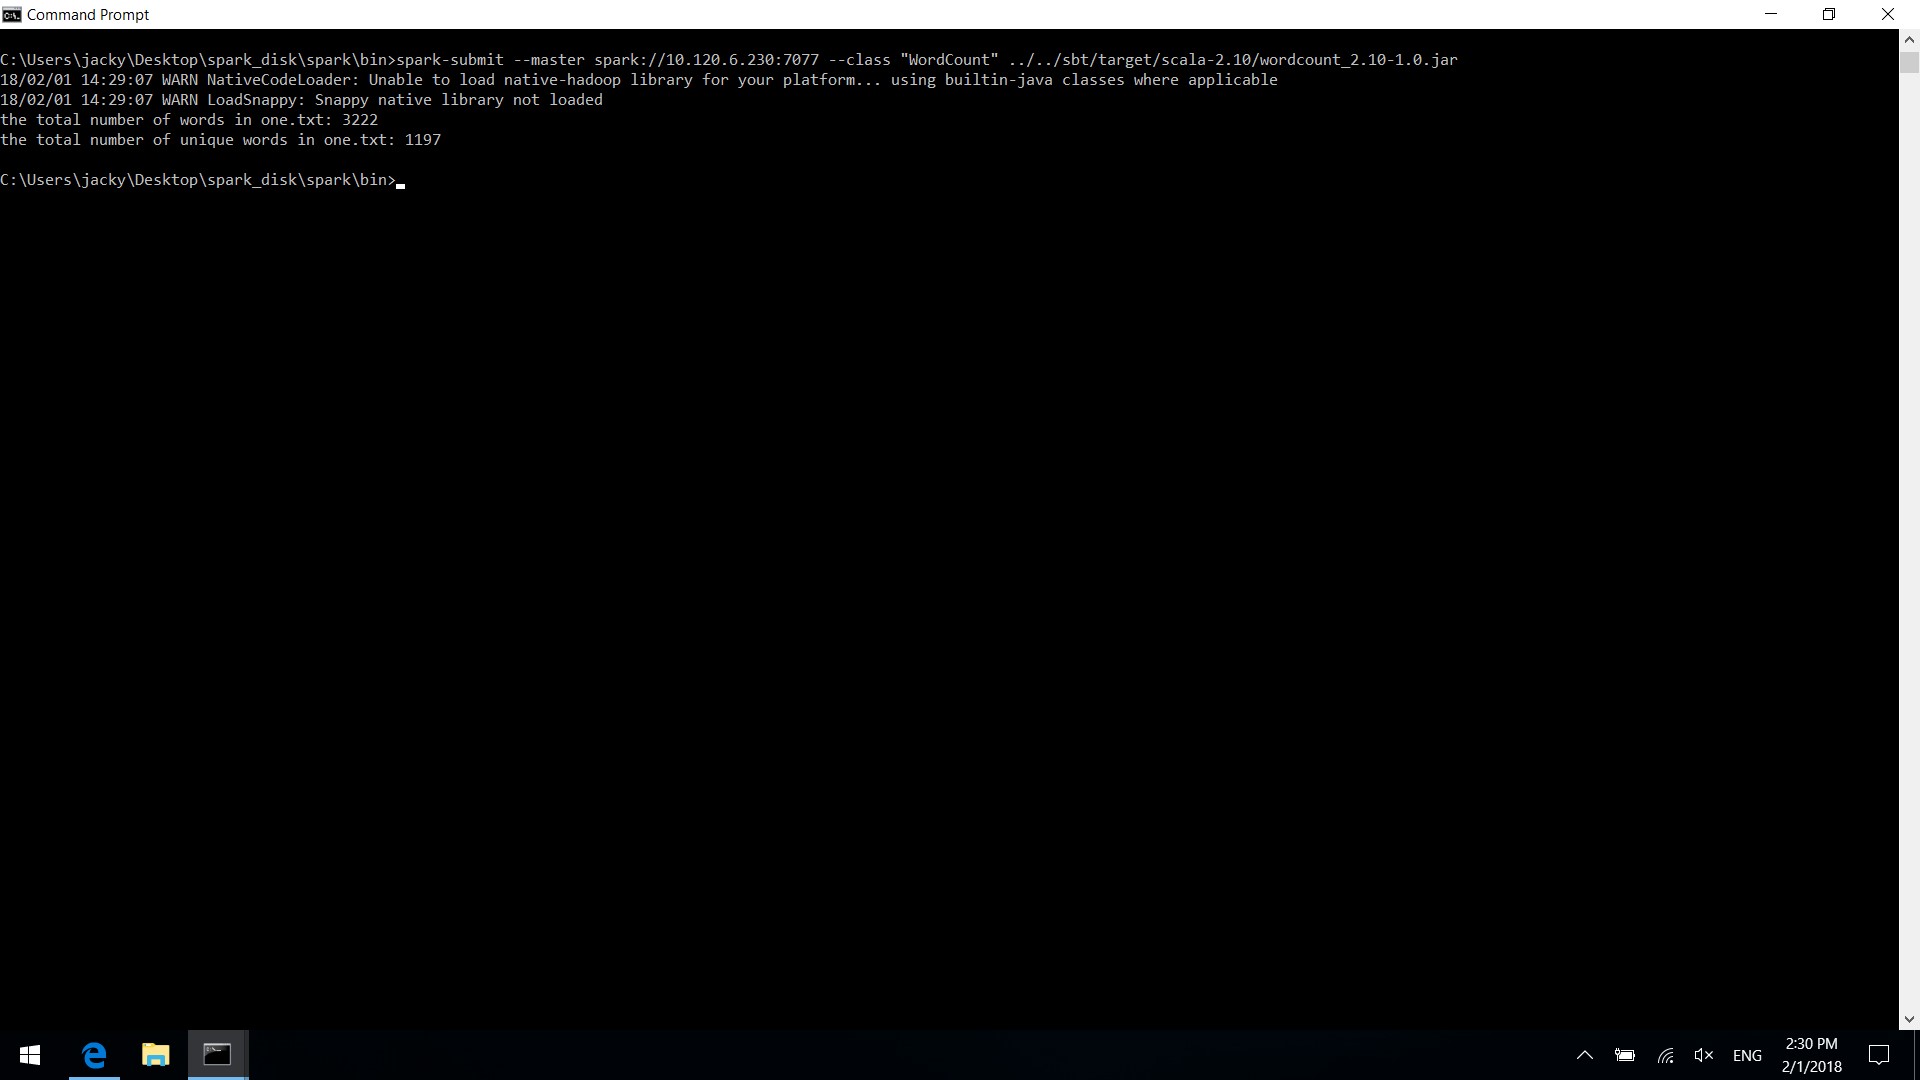 Command Prompt
C:\Users\jacky\Desktop\spark_disk\spark\bin>spark-submit --master spark://10.120.6.230:7077 --class "WordCount" ../../sbt/target/scala-2.10/wordcount_2.10-1.0.jar
18/02/01 14:29:07 WARN NativeCodeLoader: Unable to load native-hadoop library for your platform... using builtin-java classes where applicable
18/02/01 14:29:07 WARN LoadSnappy: Snappy native library not loaded
the total number of words in one.txt: 3222
the total number of unique words in one.txt: 1197
C:\Users\jacky\Desktop\spark_disk\spark\bin>
ENG
2:30 PM
2/1/2018